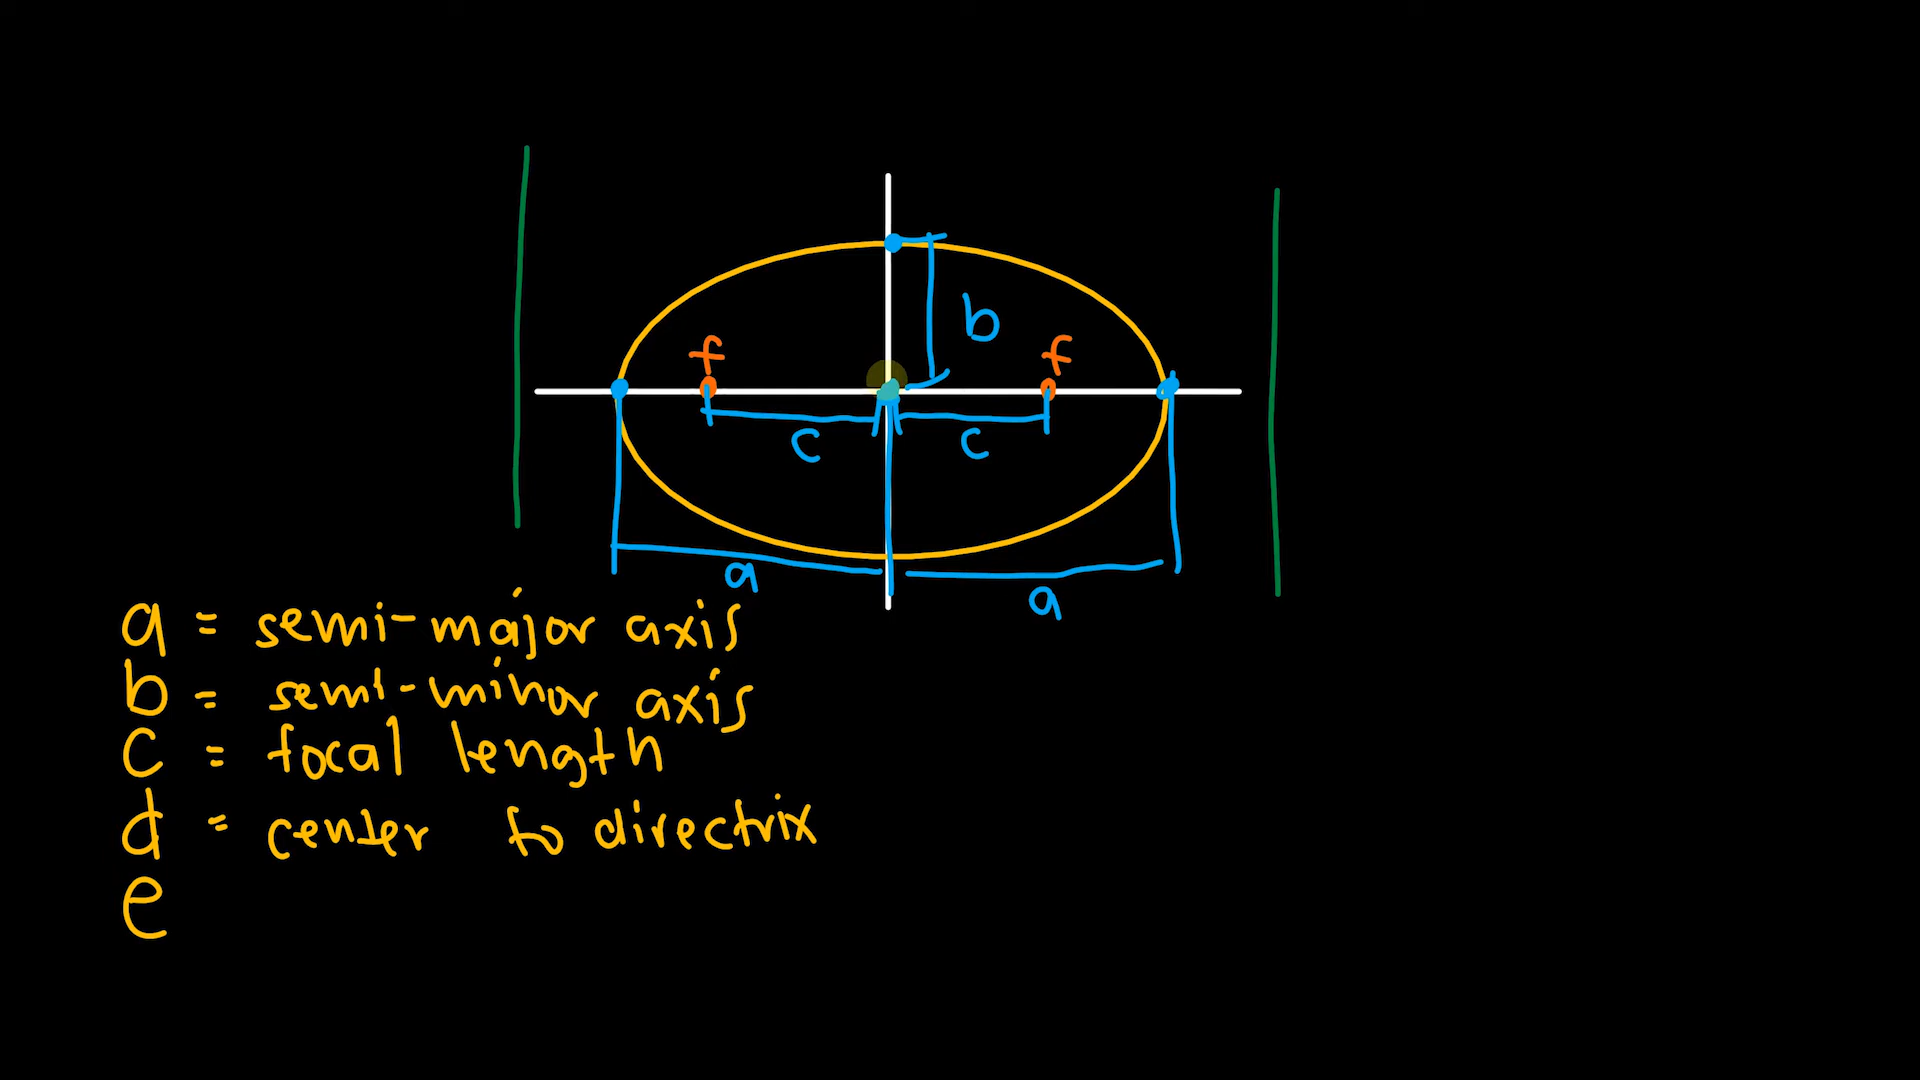 b
f
f
c
c
a
a
a = semi-major axis
b = semi-minor axis
c = focal length
d = center to directrix
e